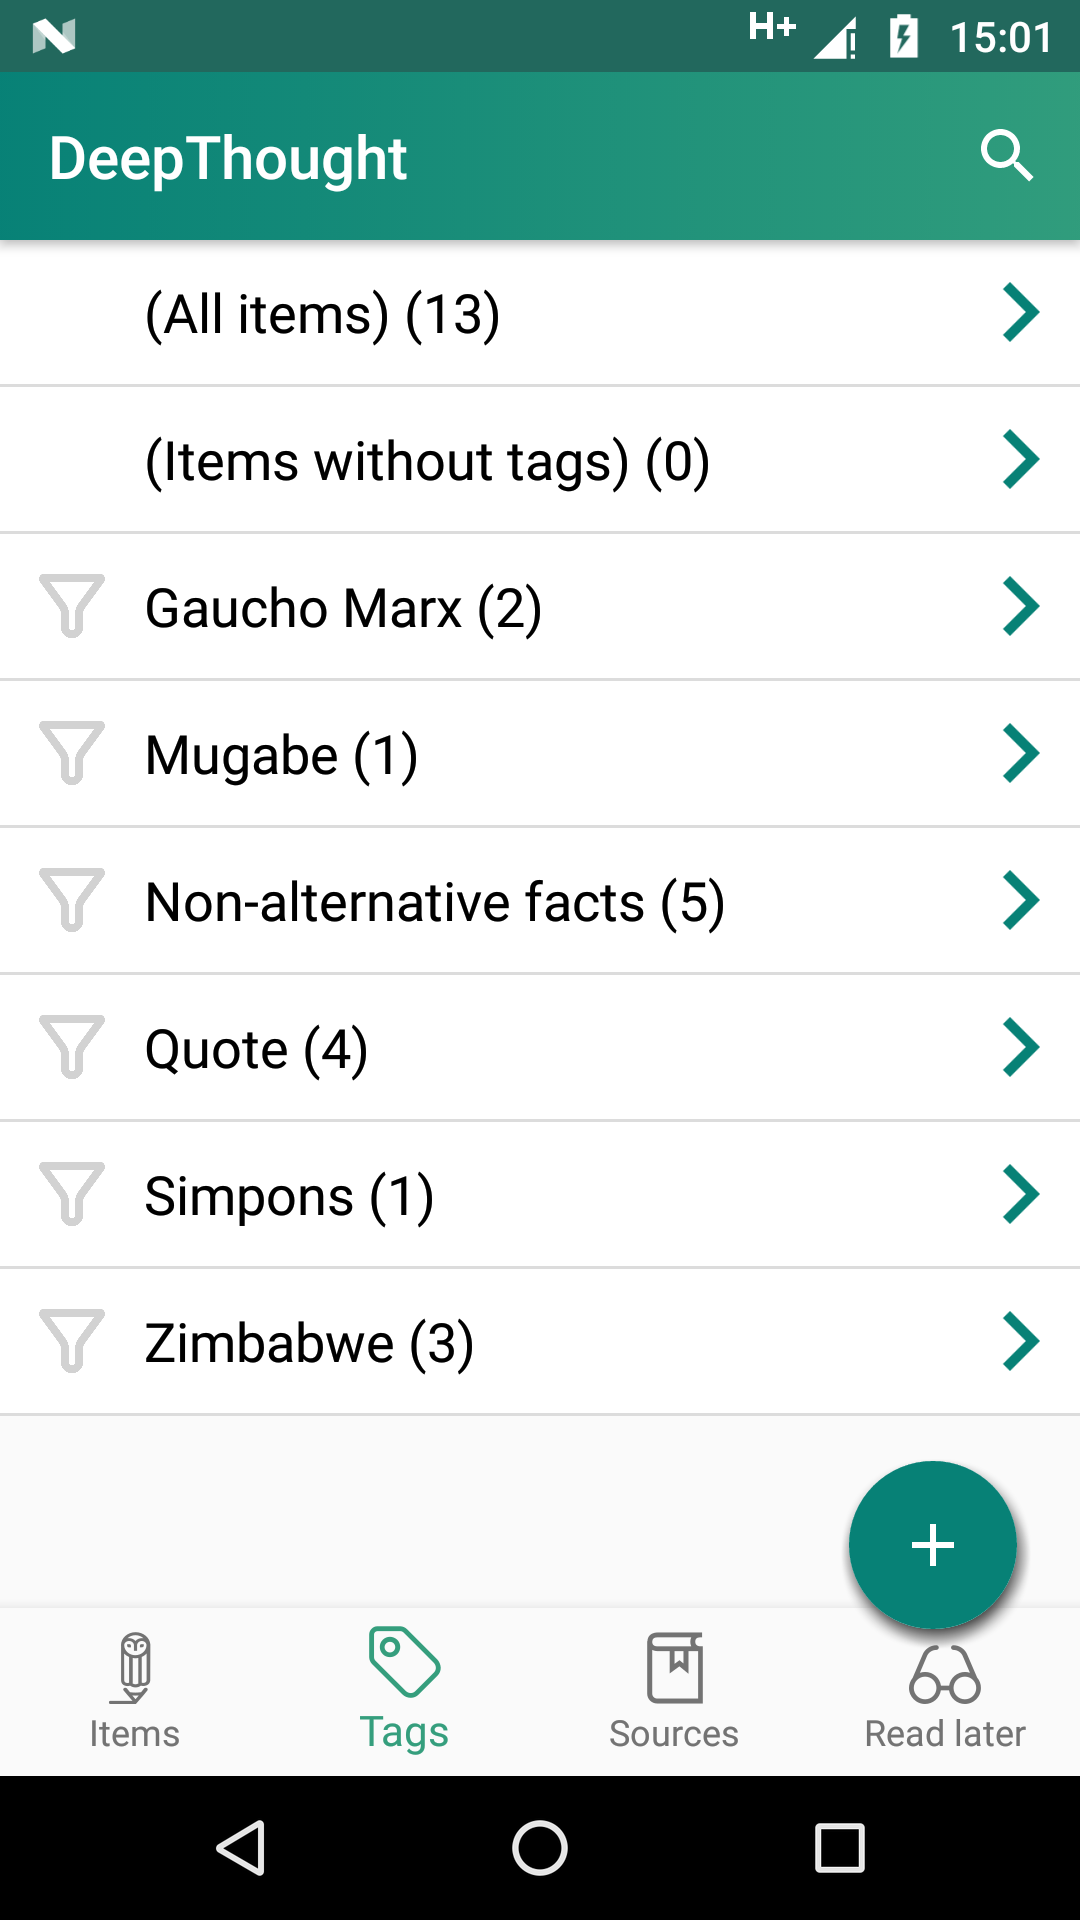 H+ 15:01
DeepThought
(All items) (13)
(Items without tags) (0)
Gaucho Marx (2)
Mugabe (1)
Non-alternative facts (5)
Quote (4)
Simpons (1)
Zimbabwe (3)
Items Tags Sources Read later